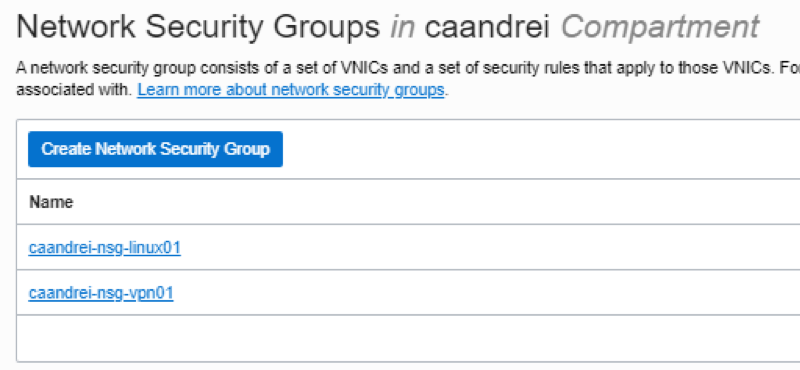 Network Security Groups in caandrei Compartment
A network security group consists of a set of VNICs and a set of security rules that apply to those VNICs. For
associated with. Learn more about network security groups.
Create Network Security Group
Name
caandrei-nsg-linux01
caandrei-nsg-vpn01